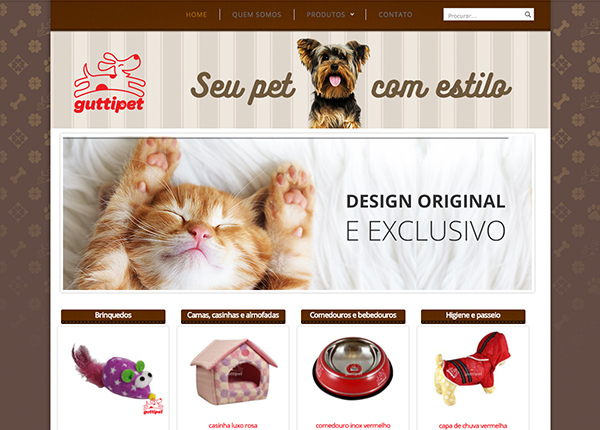 HOME QUEM SOMOS PRODUTOS CONTATO Procurar...
guttipet
Seu pet com estilo
DESIGN ORIGINAL
E EXCLUSIVO
Brinquedos Camas, casinhas e almofadas Comedouros e bebedouros Higiene e passeio
guttipet
casinha luxo rosa comedouro inox vermelho capa de chuva vermelha